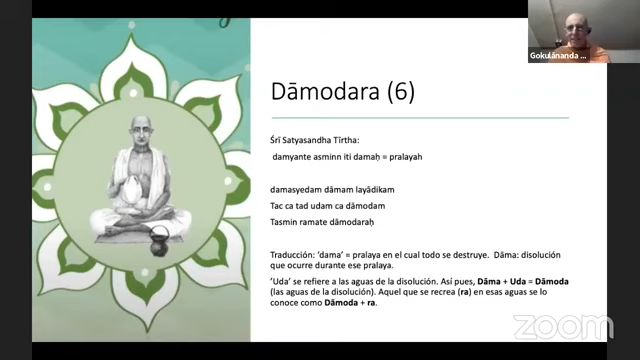 Gokulānanda ...
Dāmodara (6)
Śrī Satyasandha Tīrtha:
damyante asminn iti damaḥ = pralayah
damasyedam dāmam layādikam
Tac ca tad udam ca dāmodam
Tasmin ramate dāmodaraḥ
Traducción: ‘dama’ = pralaya en el cual todo se destruye. Dāma: disolución
que ocurre durante ese pralaya.
‘Uda’ se refiere a las aguas de la disolución. Así pues, Dāma + Uda = Dāmoda
(las aguas de la disolución). Aquel que se recrea (ra) en esas aguas se lo
conoce como Dāmoda + ra.
zoom